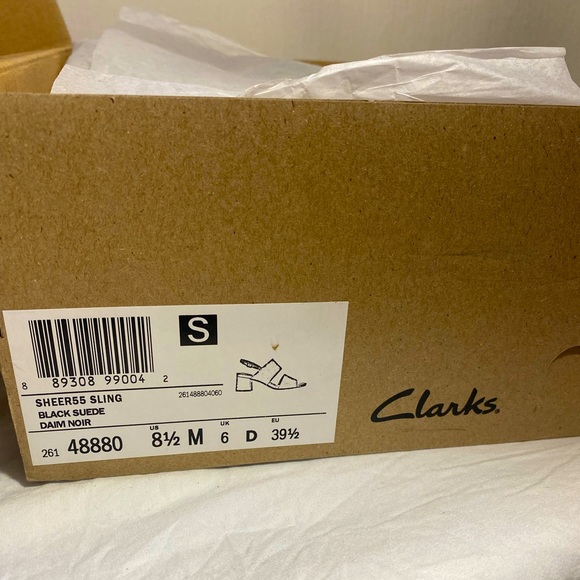 S
8 89308 99004 2
261488804060
SHEER55 SLING
BLACK SUEDE
DAIM NOIR
US UK EU
261 48880 8½ M 6 D 39½
Clarks.